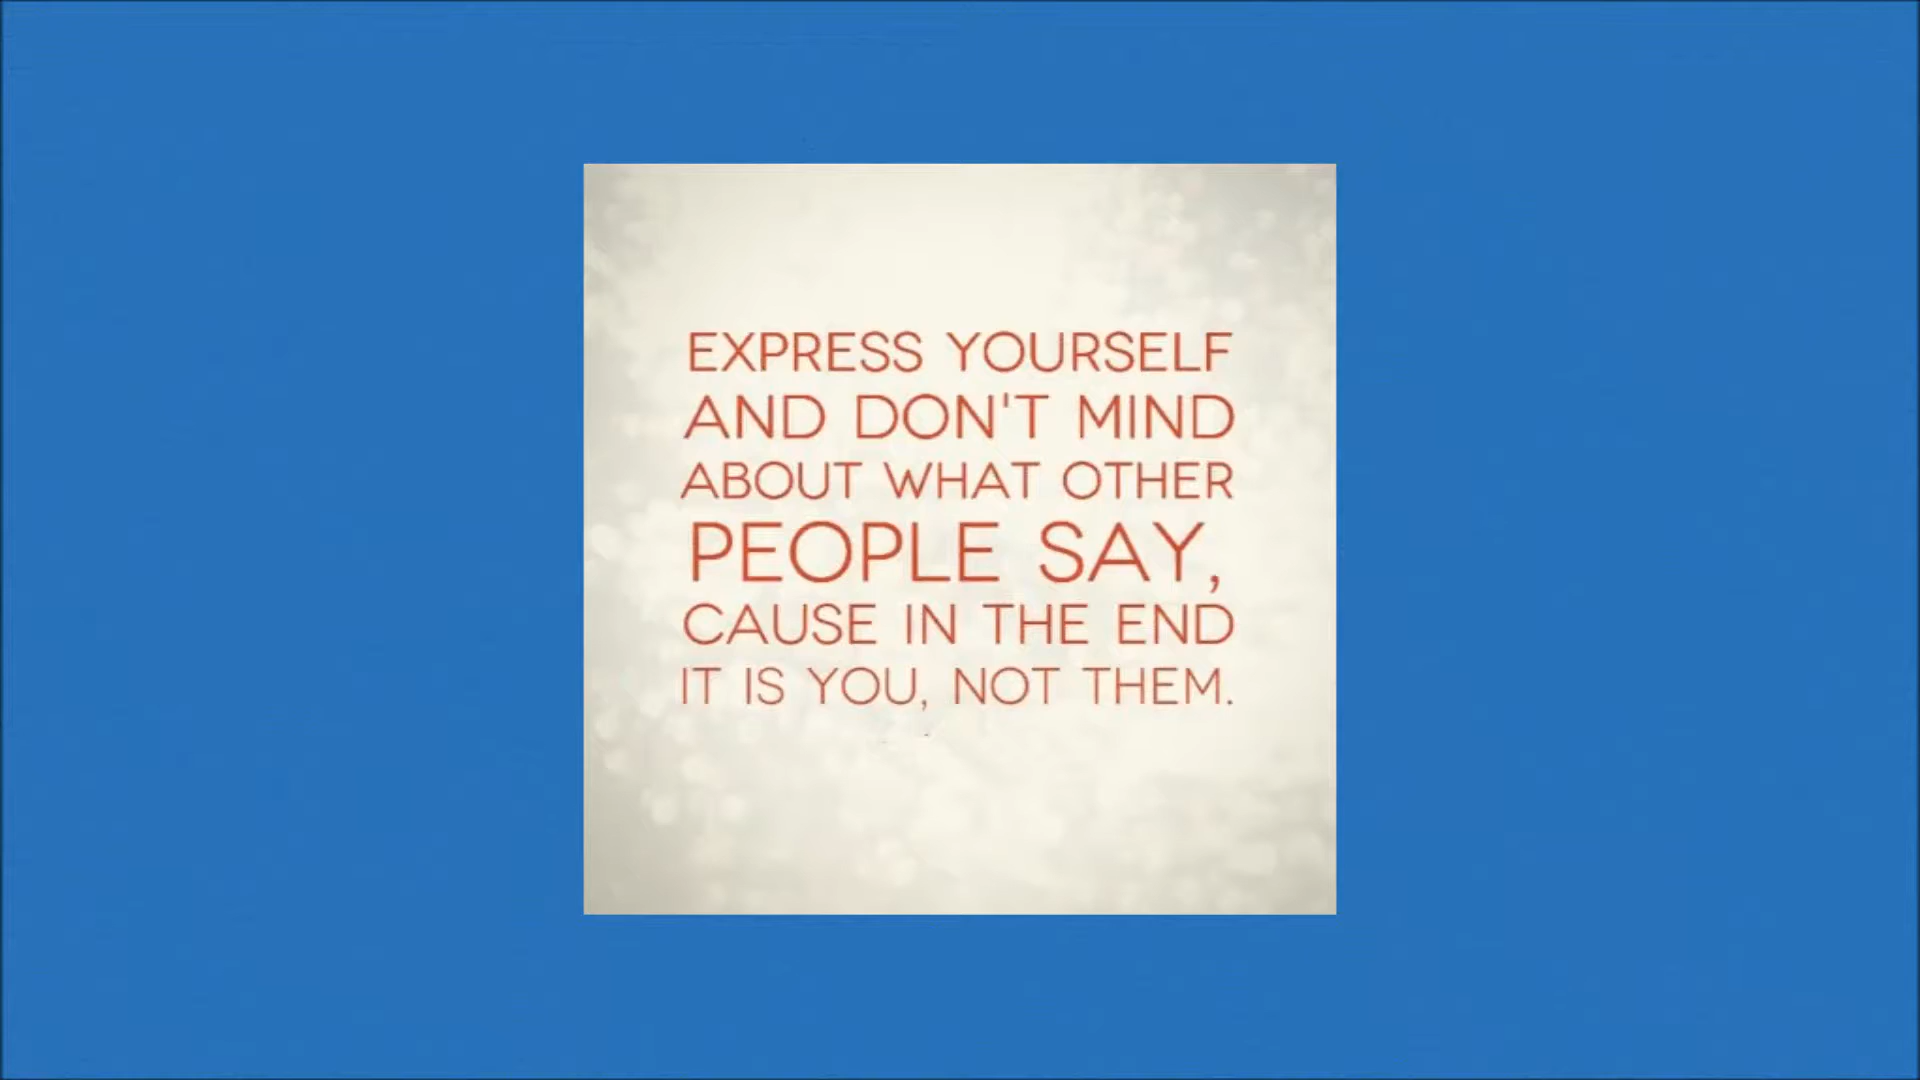 EXPRESS YOURSELF
AND DON'T MIND
ABOUT WHAT OTHER
PEOPLE SAY,
CAUSE IN THE END
IT IS YOU, NOT THEM.